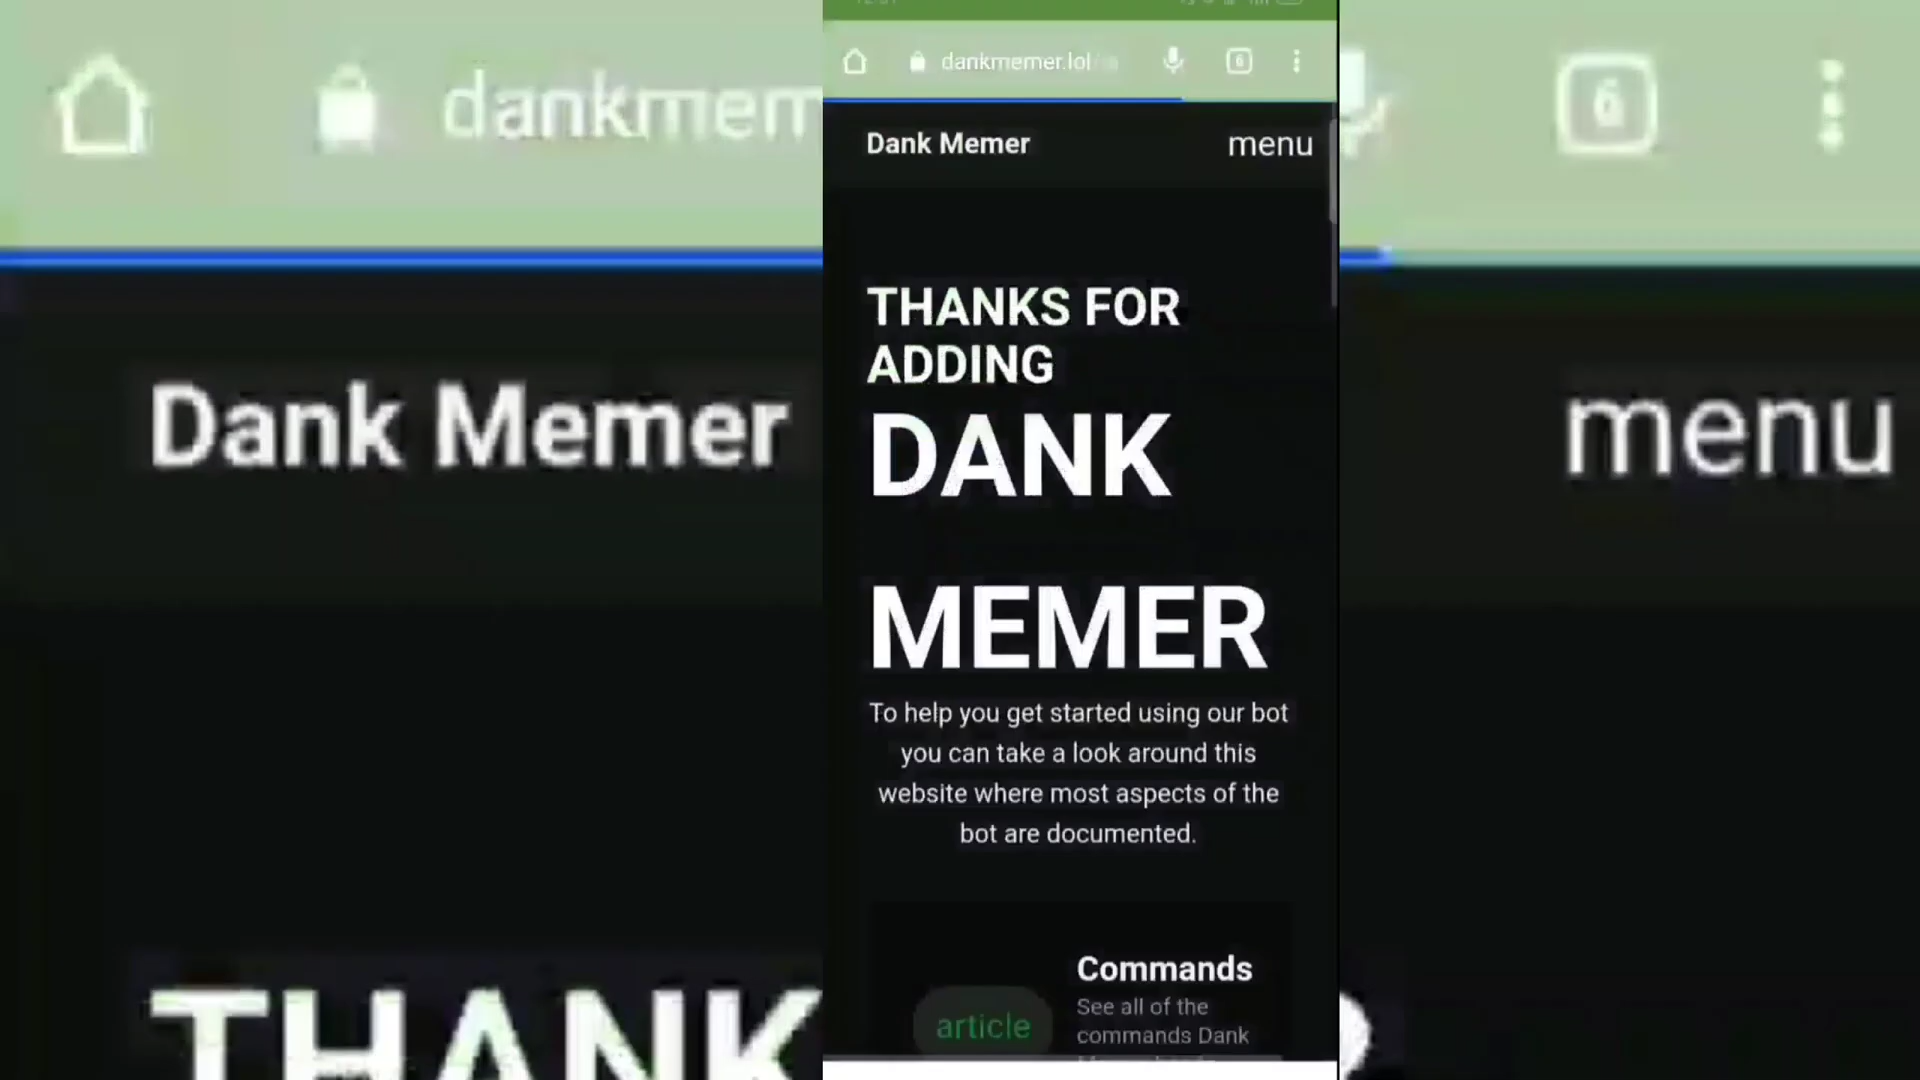 dankmem
6
dankmemer.lol
6
Dank Memer
menu
Dank Memer
menu
THANKS FOR
ADDING
DANK
MEMER
To help you get started using our bot
you can take a look around this
website where most aspects of the
bot are documented.
Commands
See all of the
commands Dank
article
THANK